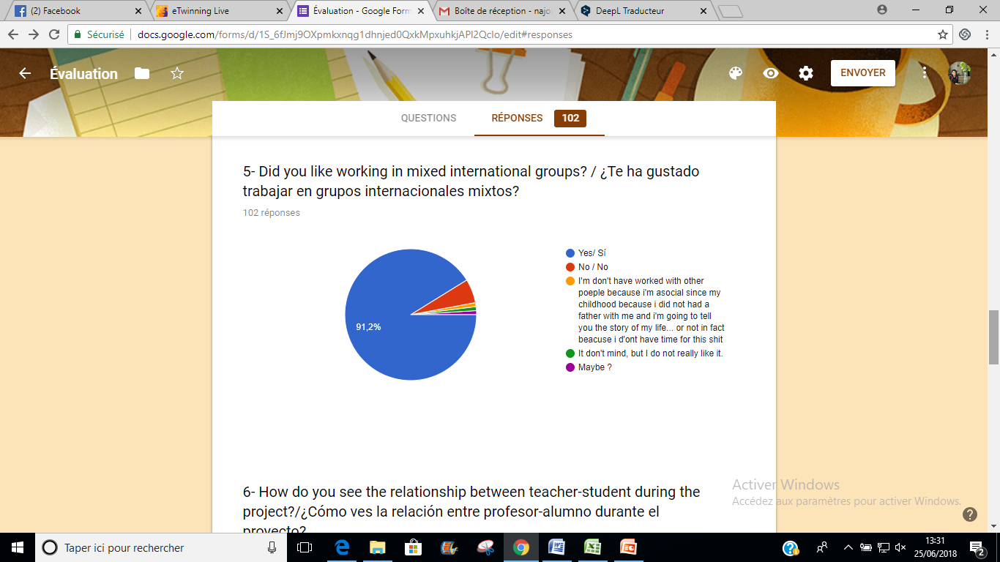 (2) Facebook
eTwinning Live
Évaluation - Google Form
Boîte de réception - najo
DeepL Traducteur
Sécurisé
docs.google.com/forms/d/1S_6fJmj9OXpmkxnqg1dhnjed0QxkMpxuhkjAPl2Qclo/edit#responses
Évaluation
ENVOYER
QUESTIONS
RÉPONSES 102
5- Did you like working in mixed international groups? / ¿Te ha gustado
trabajar en grupos internacionales mixtos?
102 réponses
91,2%
Yes/ Sí
No / No
I'm don't have worked with other
poeple because i'm asocial since my
childhood because i did not had a
father with me and i'm going to tell
you the story of my life... or not in fact
beacuse i d'ont have time for this shit
It don't mind, but I do not really like it.
Maybe ?
6- How do you see the relationship between teacher-student during the
project?/¿Cómo ves la relación entre profesor-alumno durante el
proyecto?
Activer Windows
Accédez aux paramètres pour activer Windows.
Taper ici pour rechercher
13:31
25/06/2018
2